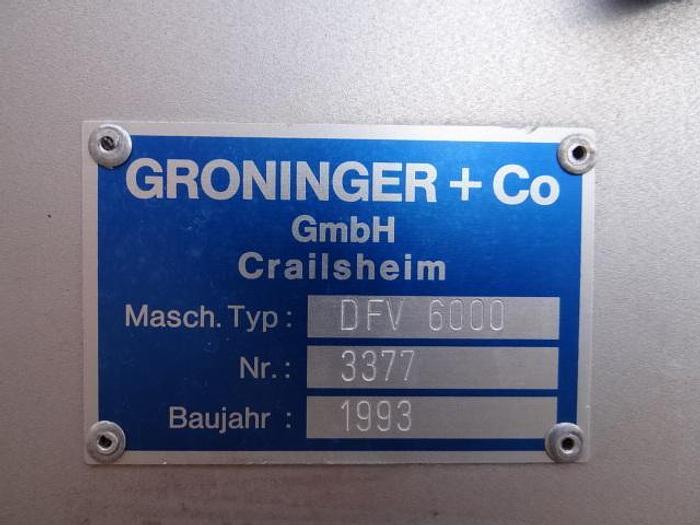 GRONINGER + Co
GmbH
Crailsheim
Masch. Typ : DFV 6000
Nr. : 3377
Baujahr : 1993